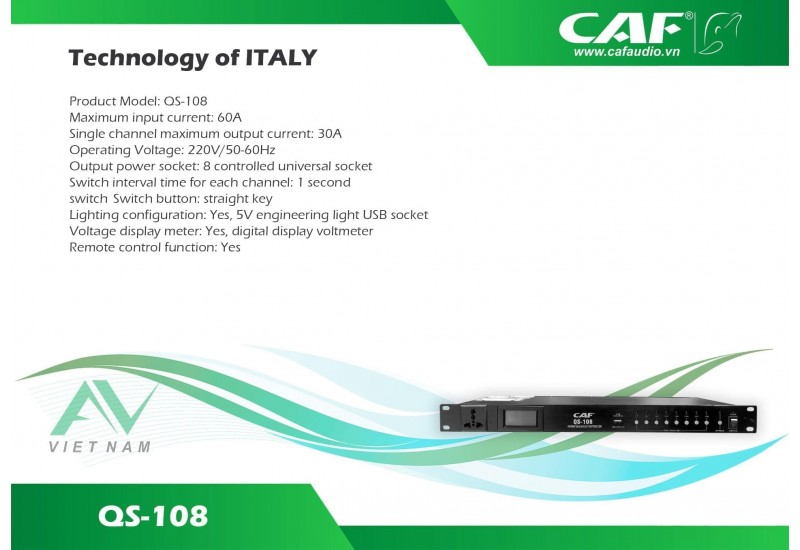 CAF®
www.cafaudio.vn
Technology of ITALY
Product Model: QS-108
Maximum input current: 60A
Single channel maximum output current: 30A
Operating Voltage: 220V/50-60Hz
Output power socket: 8 controlled universal socket
Switch interval time for each channel: 1 second
switch Switch button: straight key
Lighting configuration: Yes, 5V engineering light USB socket
Voltage display meter: Yes, digital display voltmeter
Remote control function: Yes
AV
VIET NAM
CAF
QS-108
QS-108